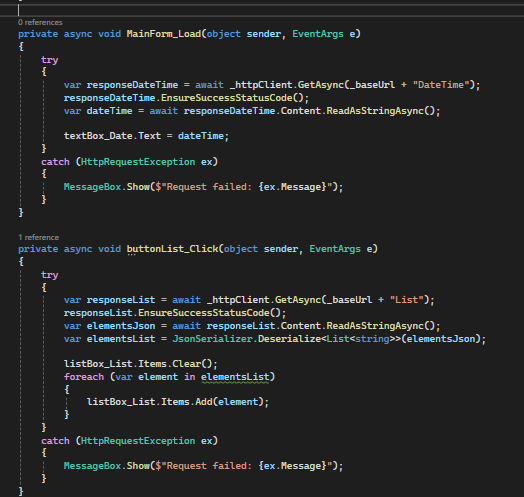 0 references
private async void MainForm_Load(object sender, EventArgs e)
{
try
{
var responseDateTime = await _httpClient.GetAsync(_baseUrl + "DateTime");
responseDateTime.EnsureSuccessStatusCode();
var dateTime = await responseDateTime.Content.ReadAsStringAsync();
textBox_Date.Text = dateTime;
}
catch (HttpRequestException ex)
{
MessageBox.Show($"Request failed: {ex.Message}");
}
}
1 reference
private async void buttonList_Click(object sender, EventArgs e)
{
try
{
var responseList = await _httpClient.GetAsync(_baseUrl + "List");
responseList.EnsureSuccessStatusCode();
var elementsJson = await responseList.Content.ReadAsStringAsync();
var elementsList = JsonSerializer.Deserialize<List<string>>(elementsJson);
listBox_List.Items.Clear();
foreach (var element in elementsList)
{
listBox_List.Items.Add(element);
}
}
catch (HttpRequestException ex)
{
MessageBox.Show($"Request failed: {ex.Message}");
}
}